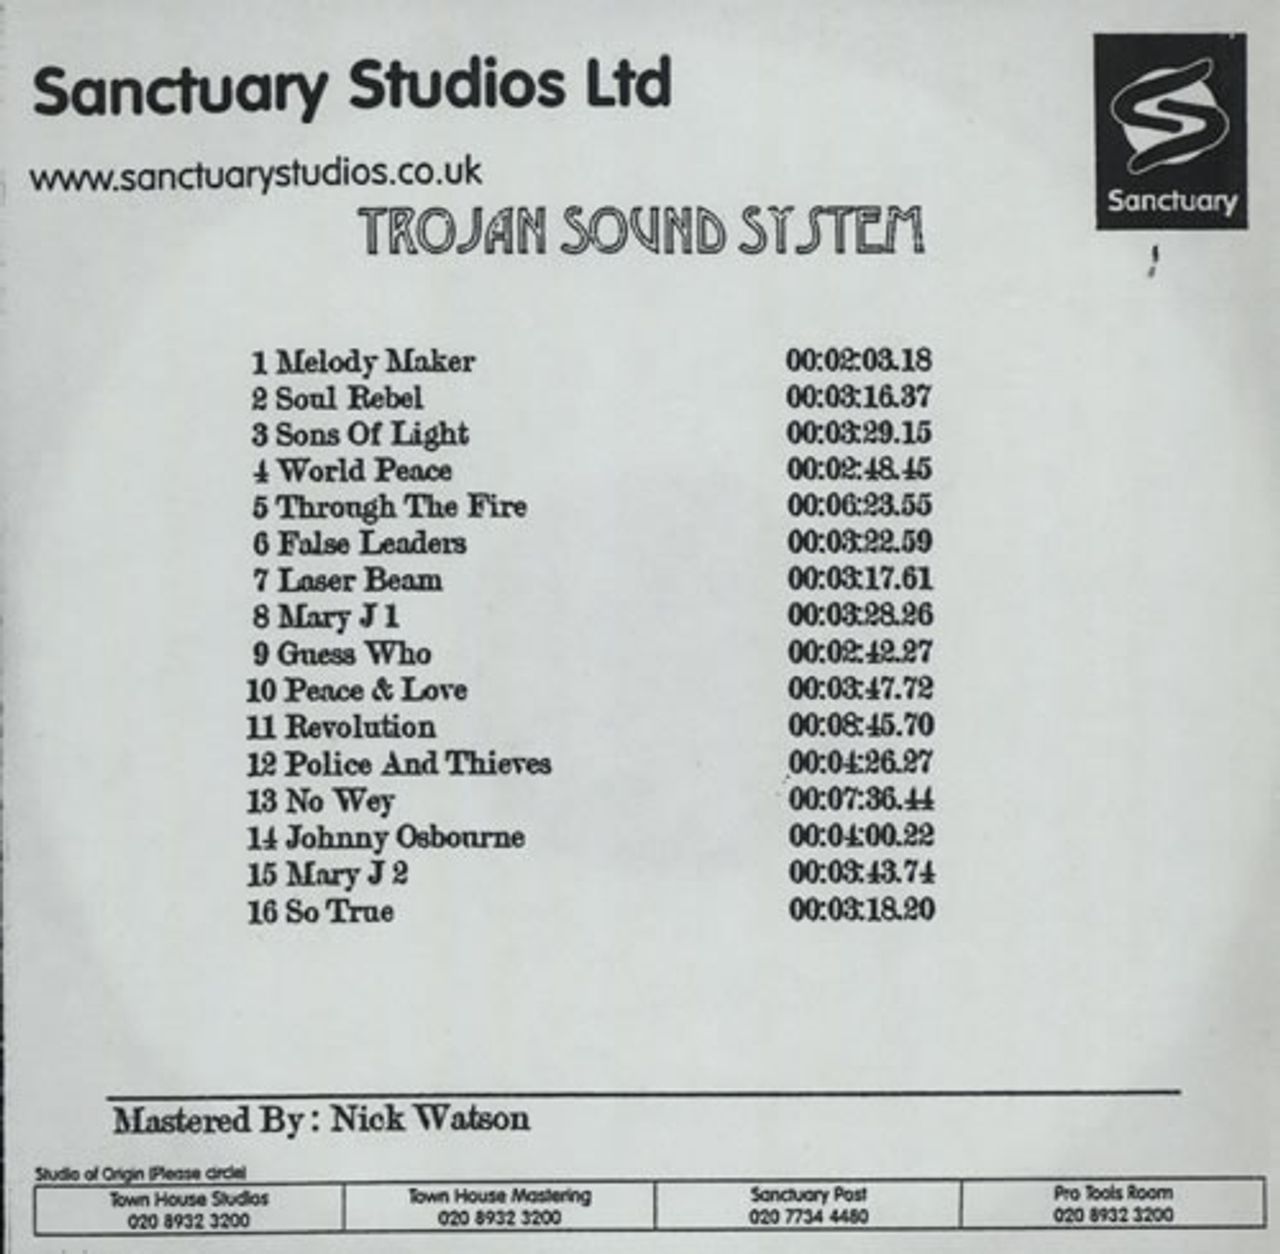 Sanctuary Studios Ltd
www.sanctuarystudios.co.uk
Sanctuary
TROJAN SOUND SYSTEM
1 Melody Maker 00:02:03.18
2 Soul Rebel 00:03:16.37
3 Sons Of Light 00:03:29.15
4 World Peace 00:02:48.45
5 Through The Fire 00:06:23.55
6 False Leaders 00:03:22.59
7 Laser Beam 00:03:17.61
8 Mary J 1 00:03:28.26
9 Guess Who 00:02:42.27
10 Peace & Love 00:03:47.72
11 Revolution 00:08:45.70
12 Police And Thieves 00:04:26.27
13 No Wey 00:07:36.44
14 Johnny Osbourne 00:04:00.22
15 Mary J 2 00:03:43.74
16 So True 00:03:18.20
Mastered By: Nick Watson
Studio of Origin (Please circle)
Town House Studios Town House Mastering Sanctuary Post Pro Tools Room
020 8932 3200 020 8932 3200 020 7734 4480 020 8932 3200